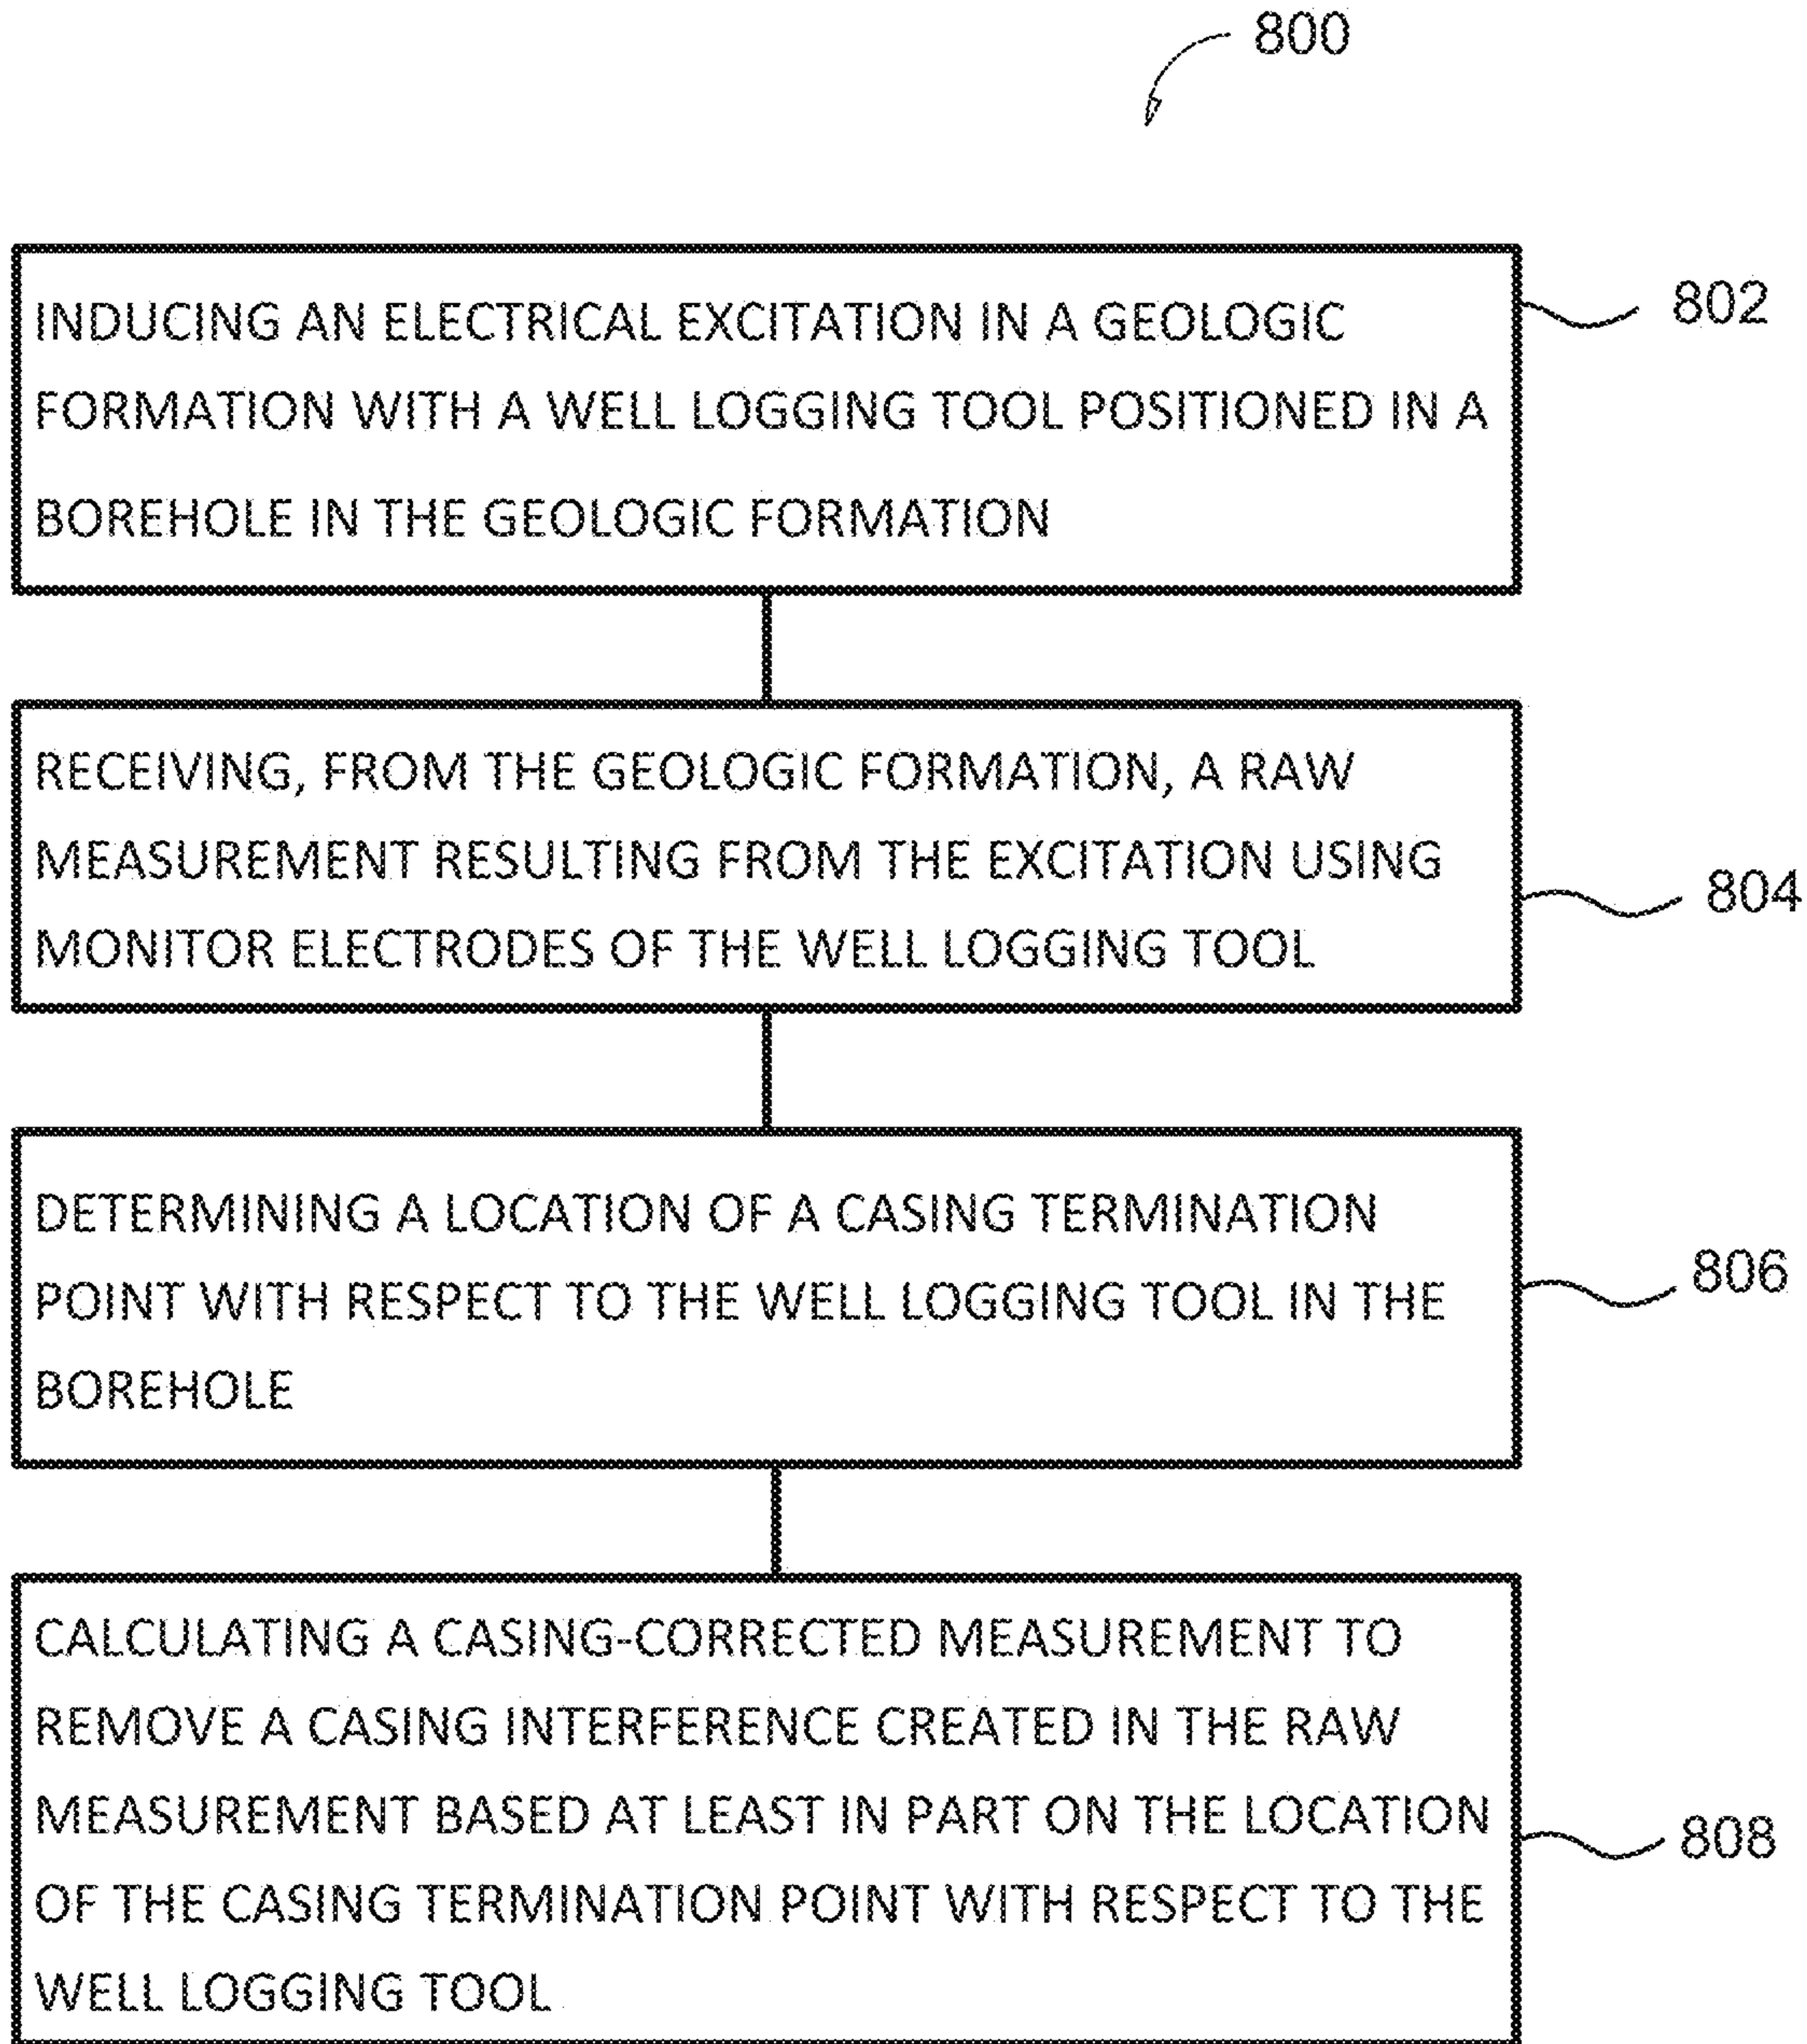 800
INDUCING AN ELECTRICAL EXCITATION IN A GEOLOGIC
FORMATION WITH A WELL LOGGING TOOL POSITIONED IN A
BOREHOLE IN THE GEOLOGIC FORMATION
802
RECEIVING, FROM THE GEOLOGIC FORMATION, A RAW
MEASUREMENT RESULTING FROM THE EXCITATION USING
MONITOR ELECTRODES OF THE WELL LOGGING TOOL
804
DETERMINING A LOCATION OF A CASING TERMINATION
POINT WITH RESPECT TO THE WELL LOGGING TOOL IN THE
BOREHOLE
806
CALCULATING A CASING-CORRECTED MEASUREMENT TO
REMOVE A CASING INTERFERENCE CREATED IN THE RAW
MEASUREMENT BASED AT LEAST IN PART ON THE LOCATION
OF THE CASING TERMINATION POINT WITH RESPECT TO THE
WELL LOGGING TOOL
808